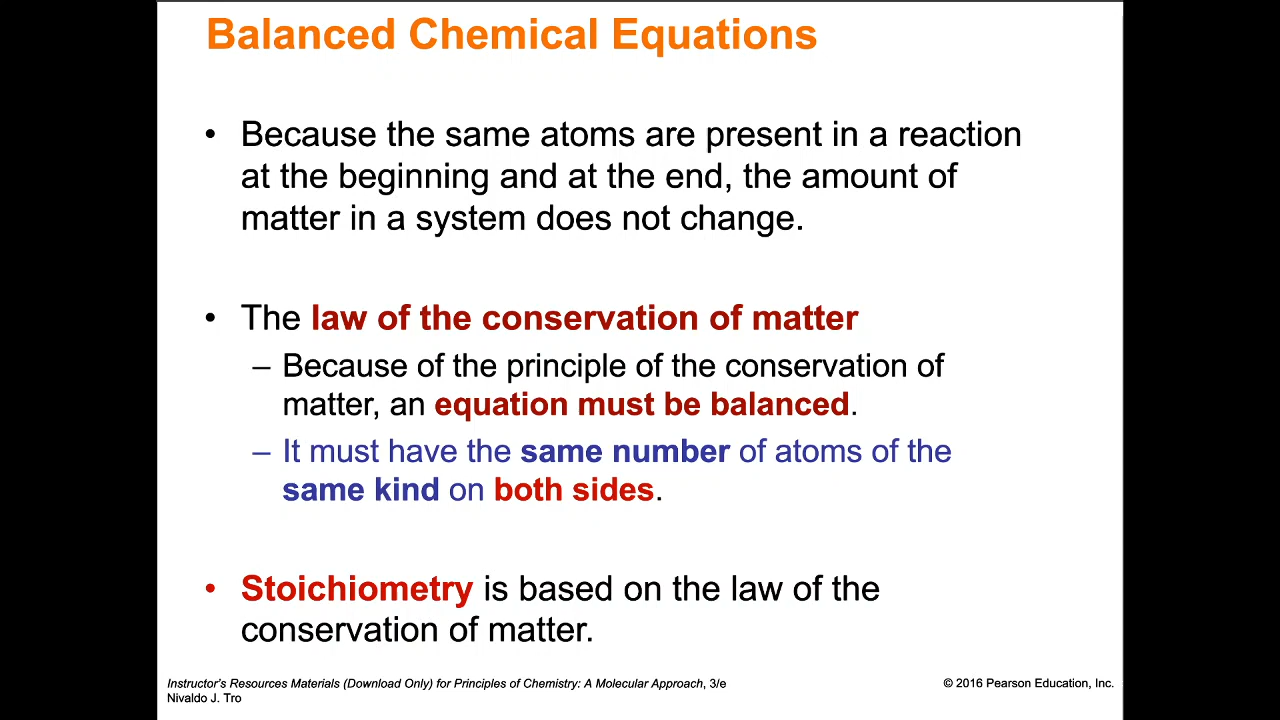 Balanced Chemical Equations
• Because the same atoms are present in a reaction
at the beginning and at the end, the amount of
matter in a system does not change.
• The law of the conservation of matter
– Because of the principle of the conservation of
matter, an equation must be balanced.
– It must have the same number of atoms of the
same kind on both sides.
• Stoichiometry is based on the law of the
conservation of matter.
Instructor's Resources Materials (Download Only) for Principles of Chemistry: A Molecular Approach, 3/e
Nivaldo J. Tro
© 2016 Pearson Education, Inc.